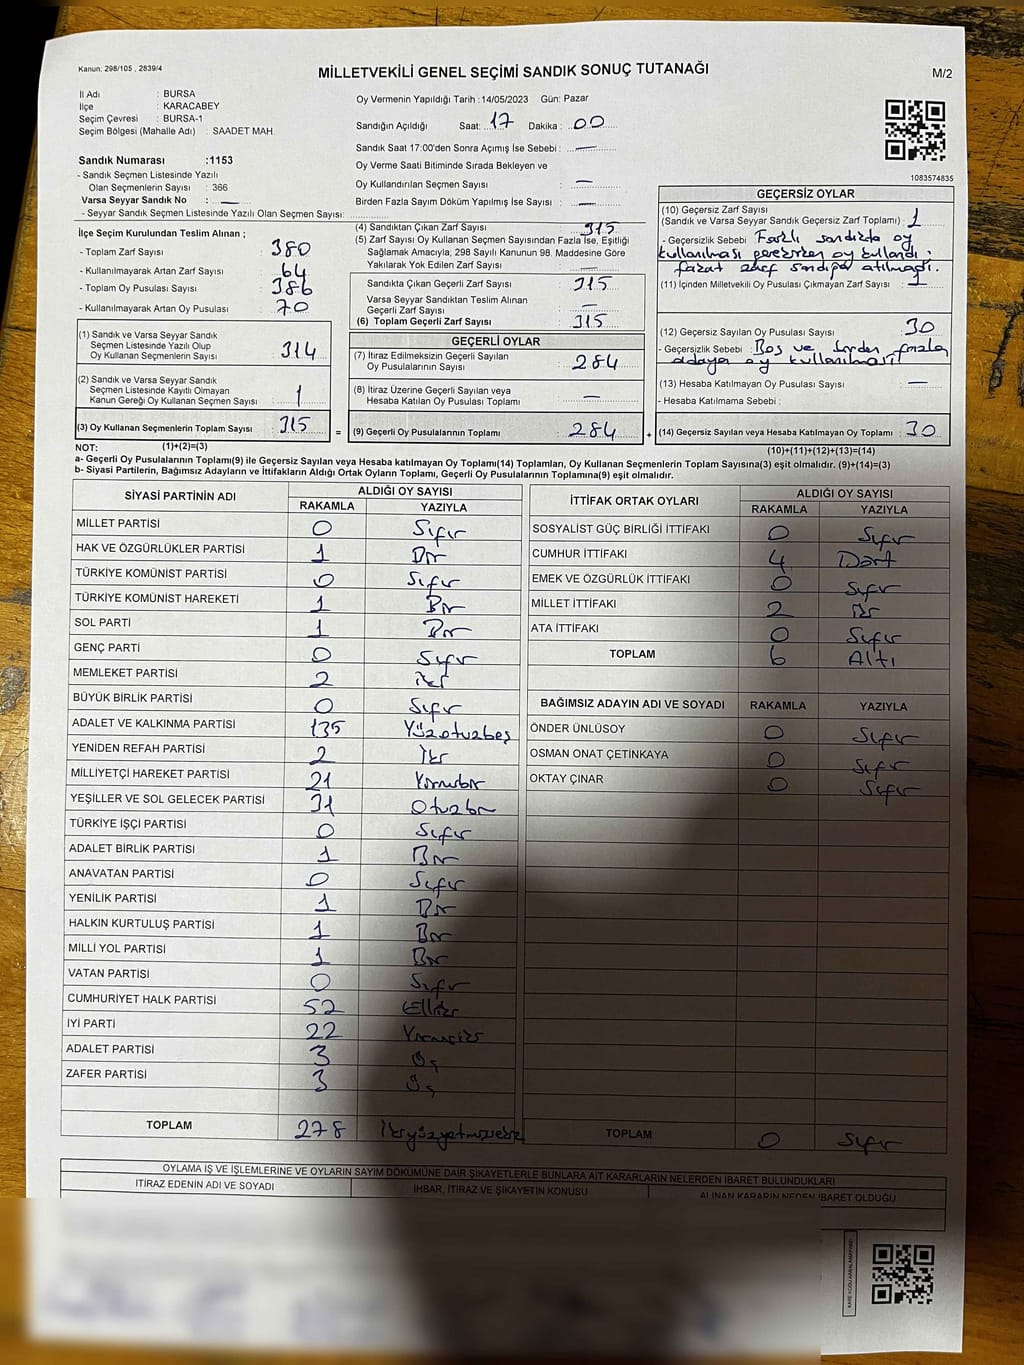 Kanun: 298/105 , 2839/4
MİLLETVEKİLİ GENEL SEÇİMİ SANDIK SONUÇ TUTANAĞI
M/2
İl Adı : BURSA
İlçe : KARACABEY
Seçim Çevresi : BURSA-1
Seçim Bölgesi (Mahalle Adı) : SAADET MAH.
Oy Vermenin Yapıldığı Tarih :14/05/2023 Gün: Pazar
Sandığın Açıldığı Saat: 17 Dakika : 00
Sandık Saat 17:00'den Sonra Açımış İse Sebebi : —
Oy Verme Saati Bitiminde Sırada Bekleyen ve
Oy Kullandırılan Seçmen Sayısı : —
Birden Fazla Sayım Döküm Yapılmış İse Sayısı : —
Sandık Numarası :1153
- Sandık Seçmen Listesinde Yazılı
Olan Seçmenlerin Sayısı : 366
Varsa Seyyar Sandık No : —
- Seyyar Sandık Seçmen Listesinde Yazılı Olan Seçmen Sayısı:
1083574835
İlçe Seçim Kurulundan Teslim Alınan ;
- Toplam Zarf Sayısı : 380
- Kullanılmayarak Artan Zarf Sayısı : 64
- Toplam Oy Pusulası Sayısı : 386
- Kullanılmayarak Artan Oy Pusulası : 70
(1) Sandık ve Varsa Seyyar Sandık
Seçmen Listesinde Yazılı Olup
Oy Kullanan Seçmenlerin Sayısı : 314
(2) Sandık ve Varsa Seyyar Sandık
Seçmen Listesinde Kayıtlı Olmayan
Kanun Gereği Oy Kullanan Seçmen Sayısı : 1
(3) Oy Kullanan Seçmenlerin Toplam Sayısı : 315
(4) Sandıktan Çıkan Zarf Sayısı : 315
(5) Zarf Sayısı Oy Kullanan Seçmen Sayısından Fazla İse, Eşitliği
Sağlamak Amacıyla, 298 Sayılı Kanunun 98. Maddesine Göre
Yakılarak Yok Edilen Zarf Sayısı : —
Sandıkta Çıkan Geçerli Zarf Sayısı : 315
Varsa Seyyar Sandıktan Teslim Alınan
Geçerli Zarf Sayısı : —
(6) Toplam Geçerli Zarf Sayısı : 315
GEÇERLİ OYLAR
(7) İtiraz Edilmeksizin Geçerli Sayılan
Oy Pusulalarının Sayısı : 284
(8) İtiraz Üzerine Geçerli Sayılan veya
Hesaba Katılan Oy Pusulası Toplamı : —
= (9) Geçerli Oy Pusulalarının Toplamı : 284
GEÇERSİZ OYLAR
(10) Geçersiz Zarf Sayısı
(Sandık ve Varsa Sandık Geçersiz Zarf Toplamı) : 1
- Geçersizlik Sebebi : Farklı sandıkta oy
kullanılması gerekirken oy kullandı.
fakat zarf sandığa atılmadı.
(11) İçinden Milletvekili Oy Pusulası Çıkmayan Zarf Sayısı : 1
(12) Geçersiz Sayılan Oy Pusulası Sayısı : 30
- Geçersizlik Sebebi : Boş ve birden fazla
adaya oy kullanılması
(13) Hesaba Katılmayan Oy Pusulası Sayısı : —
- Hesaba Katılmama Sebebi :
+ (14) Geçersiz Sayılan veya Hesaba Katılmayan Oy Toplamı : 30
NOT: (1)+(2)=(3)
(10)+(11)+(12)+(13)=(14)
a- Geçerli Oy Pusulalarının Toplamı(9) ile Geçersiz Sayılan veya Hesaba katılmayan Oy Toplamı(14) Toplamları, Oy Kullanan Seçmenlerin Toplam Sayısına(3) eşit olmalıdır. (9)+(14)=(3)
b- Siyasi Partilerin, Bağımsız Adayların ve İttifakların Aldığı Ortak Oyların Toplamı, Geçerli Oy Pusulalarının Toplamına(9) eşit olmalıdır.
SİYASİ PARTİNİN ADI ALDIĞI OY SAYISI
RAKAMLA YAZIYLA
MİLLET PARTİSİ 0 Sıfır
HAK VE ÖZGÜRLÜKLER PARTİSİ 1 Bir
TÜRKİYE KOMÜNİST PARTİSİ 0 Sıfır
TÜRKİYE KOMÜNİST HAREKETİ 1 Bir
SOL PARTİ 1 Bir
GENÇ PARTİ 0 Sıfır
MEMLEKET PARTİSİ 2 iki
BÜYÜK BİRLİK PARTİSİ 0 Sıfır
ADALET VE KALKINMA PARTİSİ 135 Yüzotuzbeş
YENİDEN REFAH PARTİSİ 2 İki
MİLLİYETÇİ HAREKET PARTİSİ 21 Yirmibir
YEŞİLLER VE SOL GELECEK PARTİSİ 31 Otuzbir
TÜRKİYE İŞÇİ PARTİSİ 0 Sıfır
ADALET BİRLİK PARTİSİ 1 Bir
ANAVATAN PARTİSİ 0 Sıfır
YENİLİK PARTİSİ 1 Bir
HALKIN KURTULUŞ PARTİSİ 1 Bir
MİLLİ YOL PARTİSİ 1 Bir
VATAN PARTİSİ 0 Sıfır
CUMHURİYET HALK PARTİSİ 52 Elliiki
İYİ PARTİ 22 Yirmiiki
ADALET PARTİSİ 3 Üç
ZAFER PARTİSİ 3 Üç
TOPLAM 278 İkiyüzyetmişsekiz
İTTİFAK ORTAK OYLARI ALDIĞI OY SAYISI
RAKAMLA YAZIYLA
SOSYALİST GÜÇ BİRLİĞİ İTTİFAKI 0 Sıfır
CUMHUR İTTİFAKI 4 Dört
EMEK VE ÖZGÜRLÜK İTTİFAKI 0 Sıfır
MİLLET İTTİFAKI 2 iki
ATA İTTİFAKI 0 Sıfır
TOPLAM 6 Altı
BAĞIMSIZ ADAYIN ADI VE SOYADI RAKAMLA YAZIYLA
ÖNDER ÜNLÜSOY 0 Sıfır
OSMAN ONAT ÇETİNKAYA 0 Sıfır
OKTAY ÇINAR 0 Sıfır
TOPLAM 0 Sıfır
OYLAMA İŞ VE İŞLEMLERİNE VE OYLARIN SAYIM DÖKÜMÜNE DAİR ŞİKAYETLERLE BUNLARA AİT KARARLARIN NELERDEN İBARET BULUNDUKLARI
İTİRAZ EDENİN ADI VE SOYADI İHBAR, İTİRAZ VE ŞİKAYETİN KONUSU ALINAN KARARIN NEDEN İBARET OLDUĞU